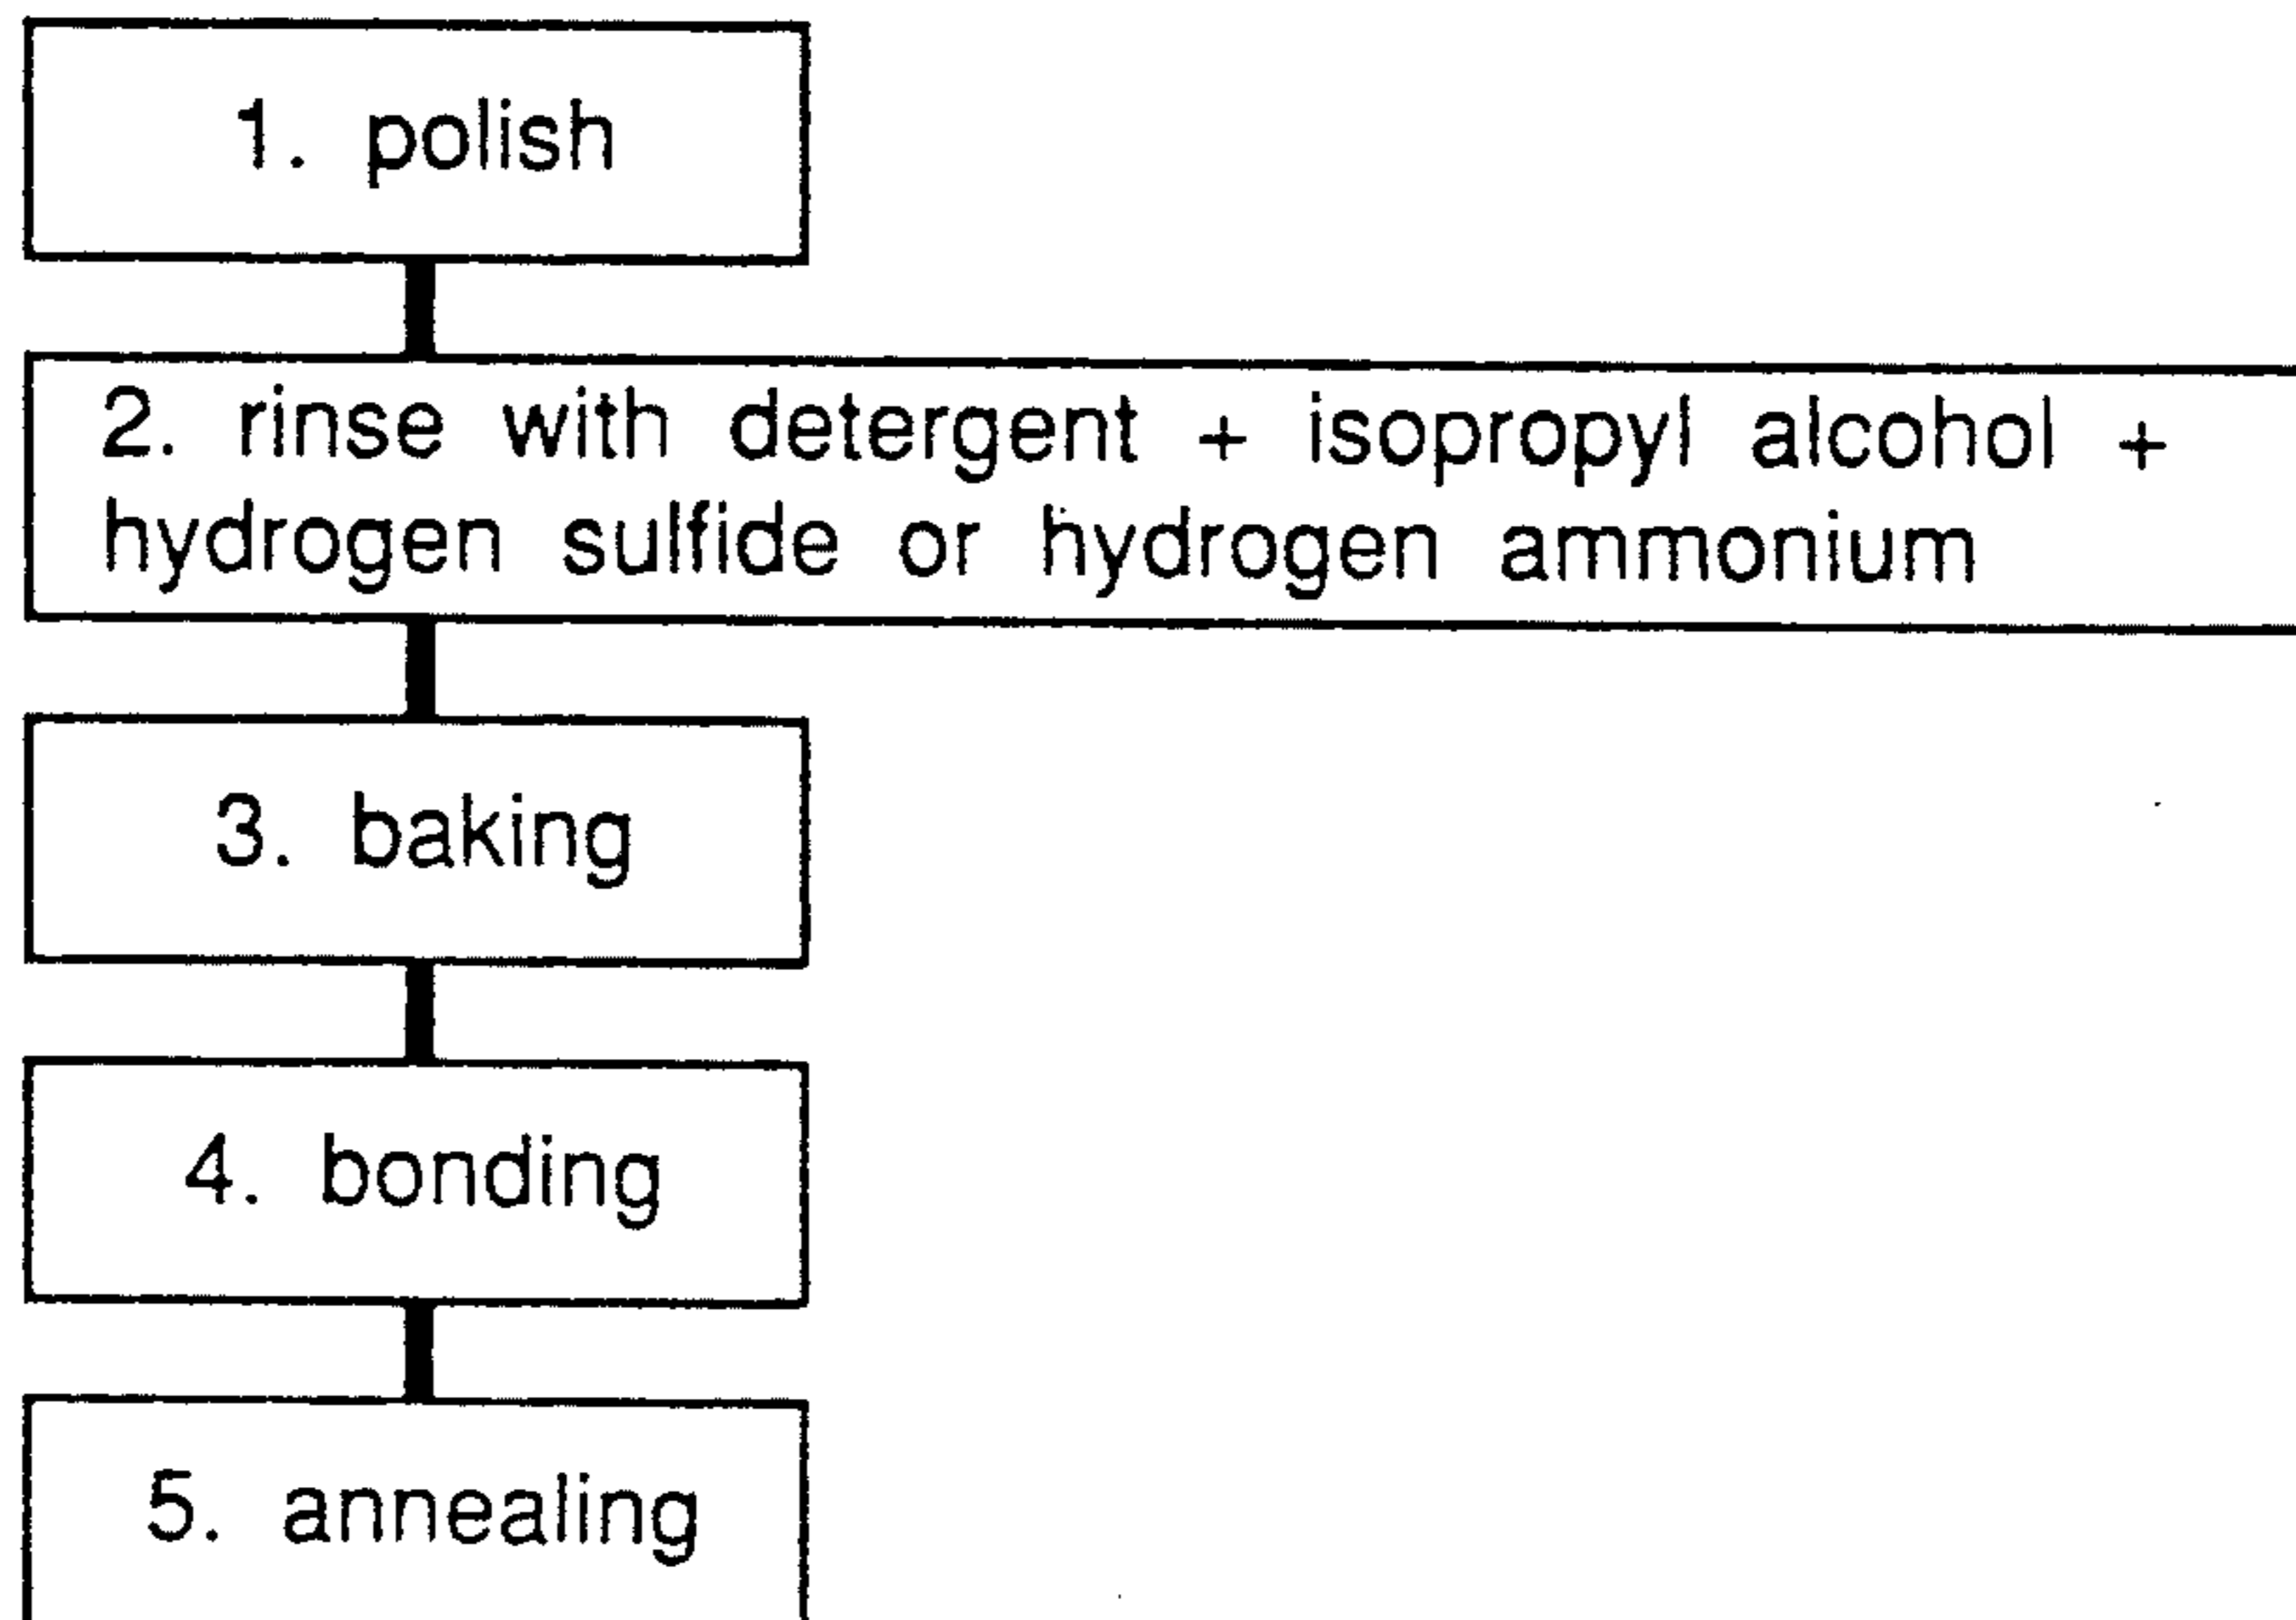 1. polish
2. rinse with detergent + isopropyl alcohol +
hydrogen sulfide or hydrogen ammonium
3. baking
4. bonding
5. annealing